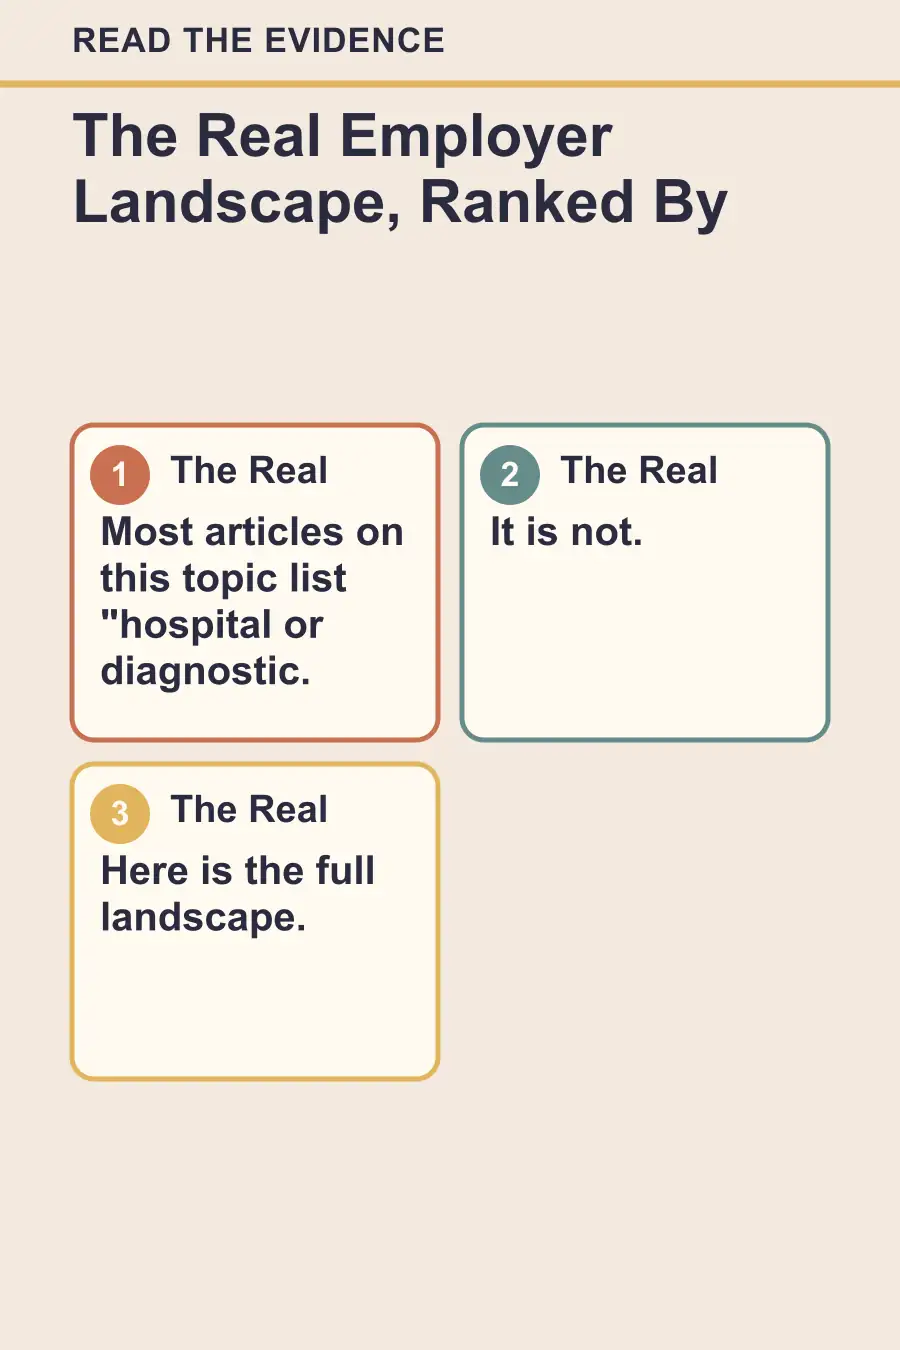 READ THE EVIDENCE
The Real Employer
Landscape, Ranked By
1 The Real
Most articles on
this topic list
"hospital or
diagnostic.
2 The Real
It is not.
3 The Real
Here is the full
landscape.